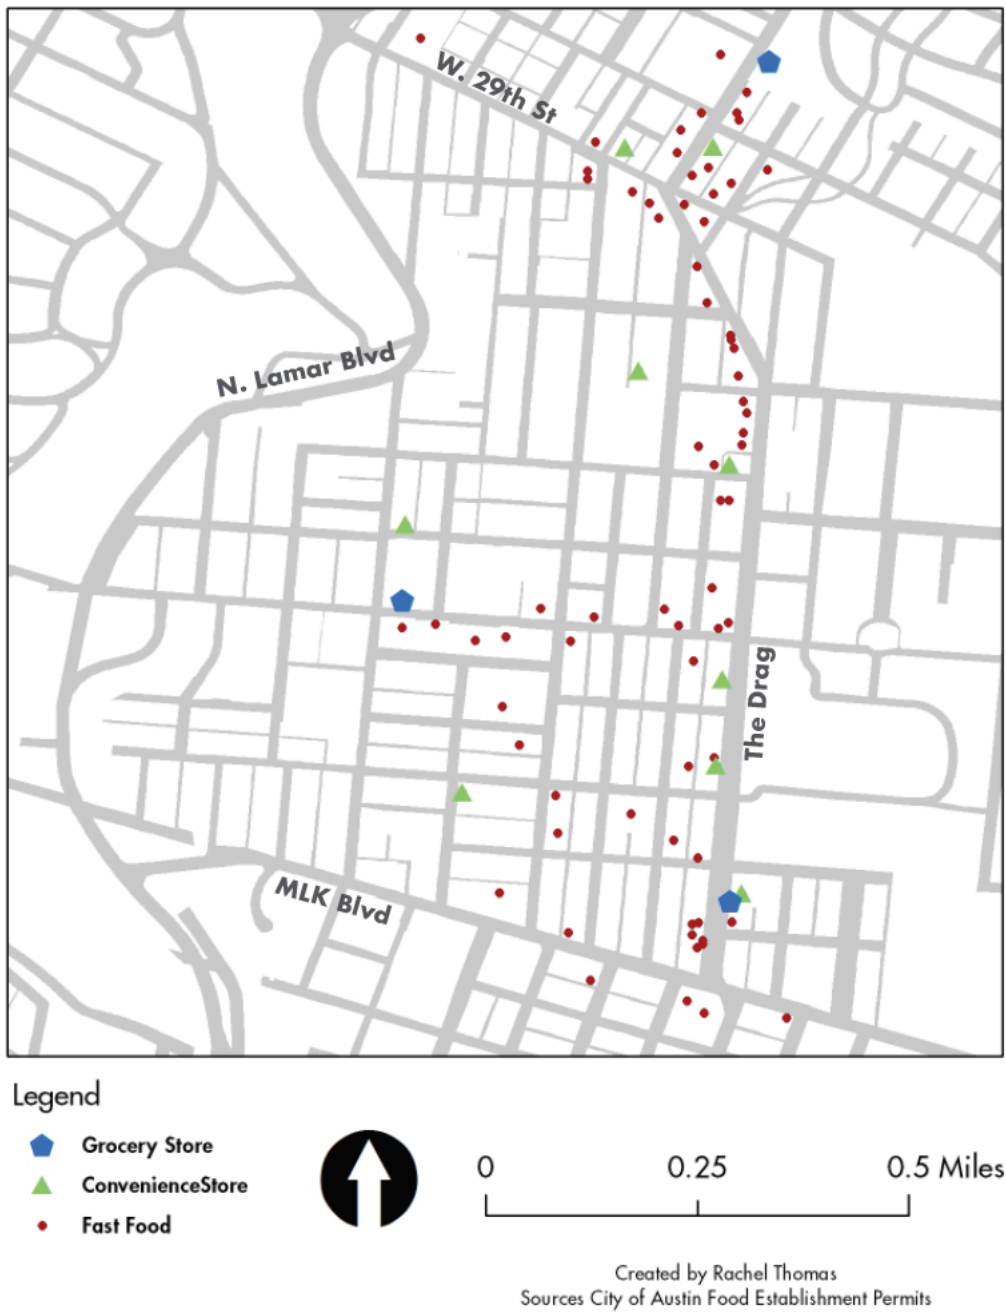 W. 29th St
N. Lamar Blvd
The Drag
MLK Blvd
Legend
Grocery Store
ConvenienceStore
Fast Food
0 0.25 0.5 Miles
Created by Rachel Thomas
Sources City of Austin Food Establishment Permits